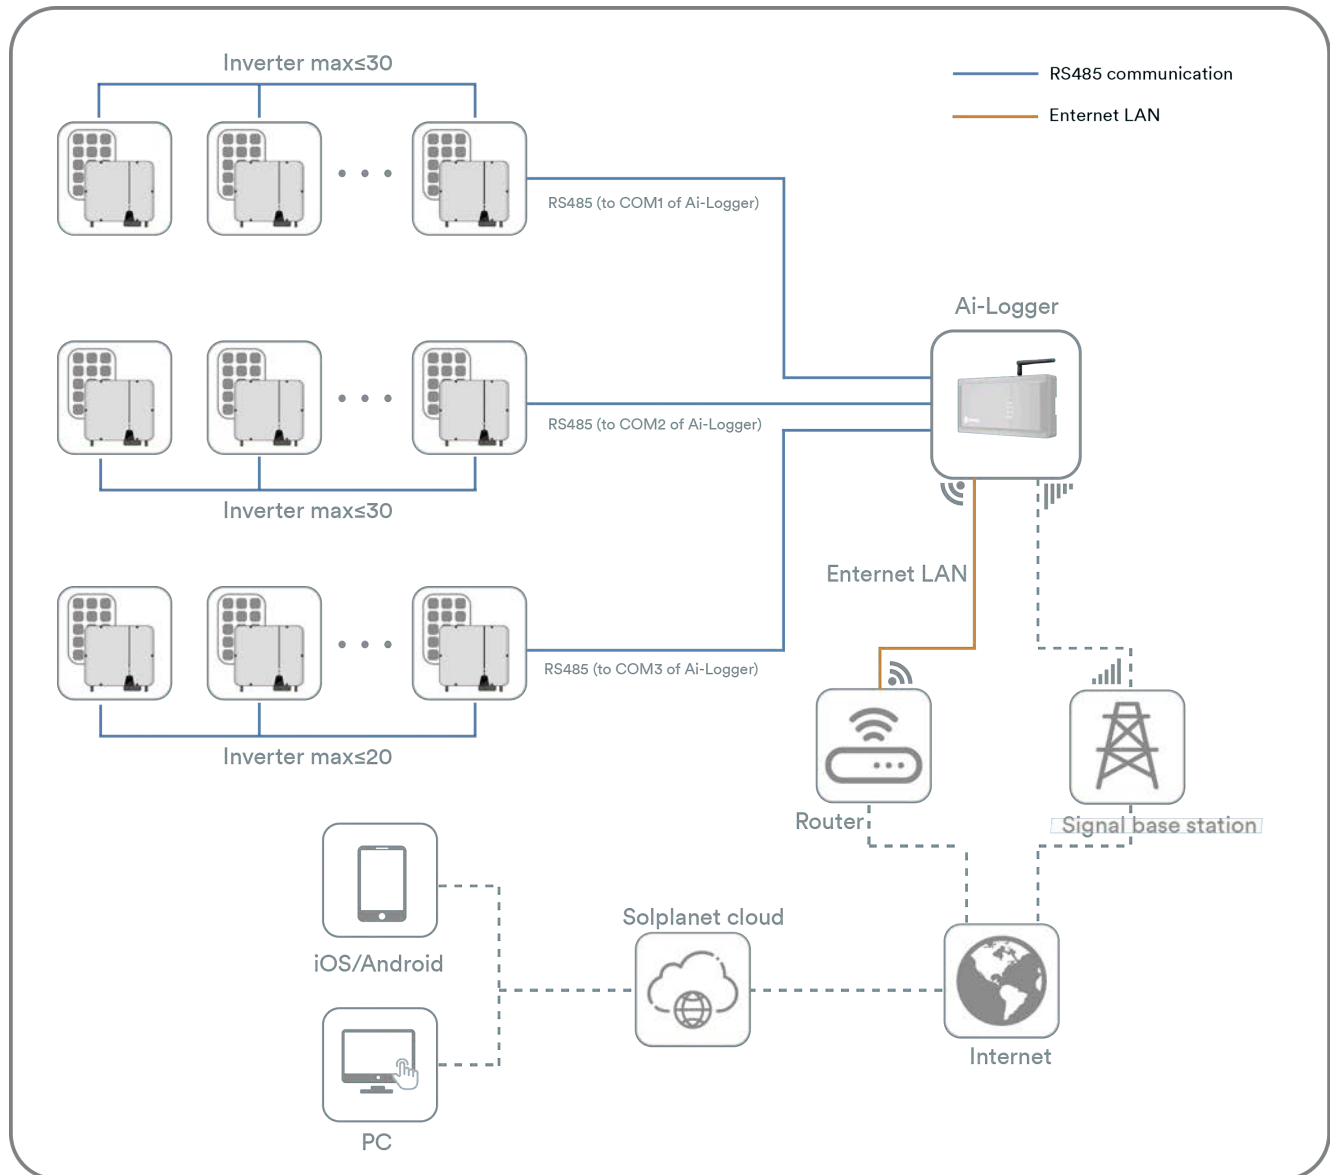 Inverter max≤30
RS485 communication
Enternet LAN
RS485 (to COM1 of Ai-Logger)
Ai-Logger
RS485 (to COM2 of Ai-Logger)
Inverter max≤30
Enternet LAN
RS485 (to COM3 of Ai-Logger)
Inverter max≤20
Router
Signal base station
Solplanet cloud
iOS/Android
Internet
PC